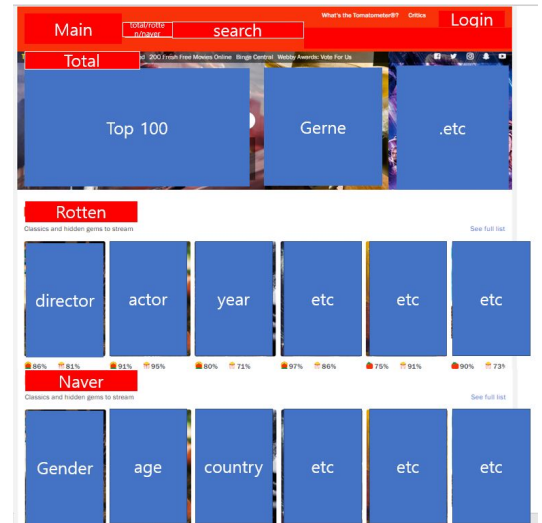 What's the Tomatometer®? Critics
Main
total/rotte
n/naver
search
Login
Total
200 Fresh Free Movies Online Binge Central Webby Awards: Vote For Us
Top 100
Gerne
.etc
Rotten
Classics and hidden gems to stream
See full list
director
actor
year
etc
etc
etc
86% 81% 91% 95% 80% 71% 97% 86% 75% 91% 90% 73%
Naver
Classics and hidden gems to stream
See full list
Gender
age
country
etc
etc
etc